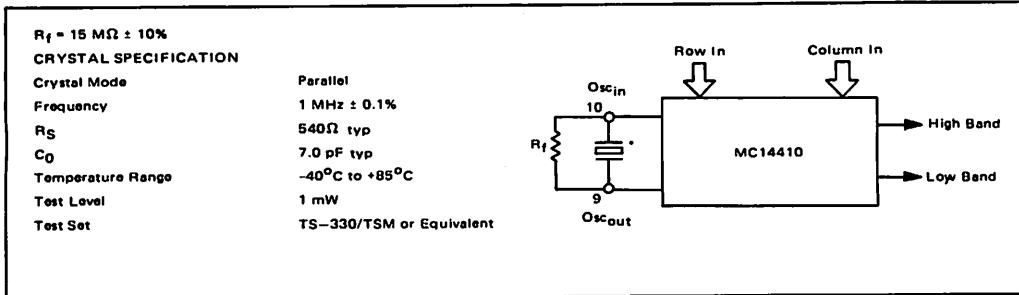 Rf = 15 MΩ ± 10%
CRYSTAL SPECIFICATION
Crystal Mode Parallel
Frequency 1 MHz ± 0.1%
RS 540Ω typ
C0 7.0 pF typ
Temperature Range -40°C to +85°C
Test Level 1 mW
Test Set TS-330/TSM or Equivalent
Row In
Column In
Oscin
10
Rf
*
MC14410
High Band
Low Band
9
Oscout